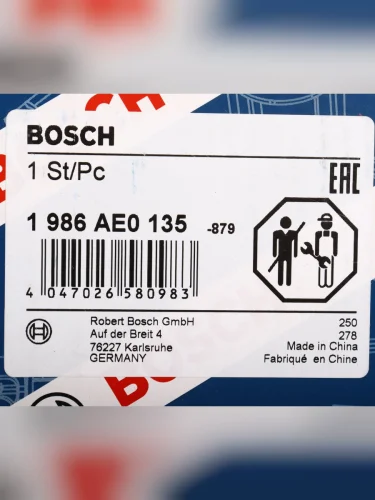 BOSCH
1 St/Pc
EAC
1 986 AE0 135 -879
4 047026 580983
Robert Bosch GmbH
Auf der Breit 4
76227 Karlsruhe
GERMANY
250
278
Made in China
Fabriqué en Chine